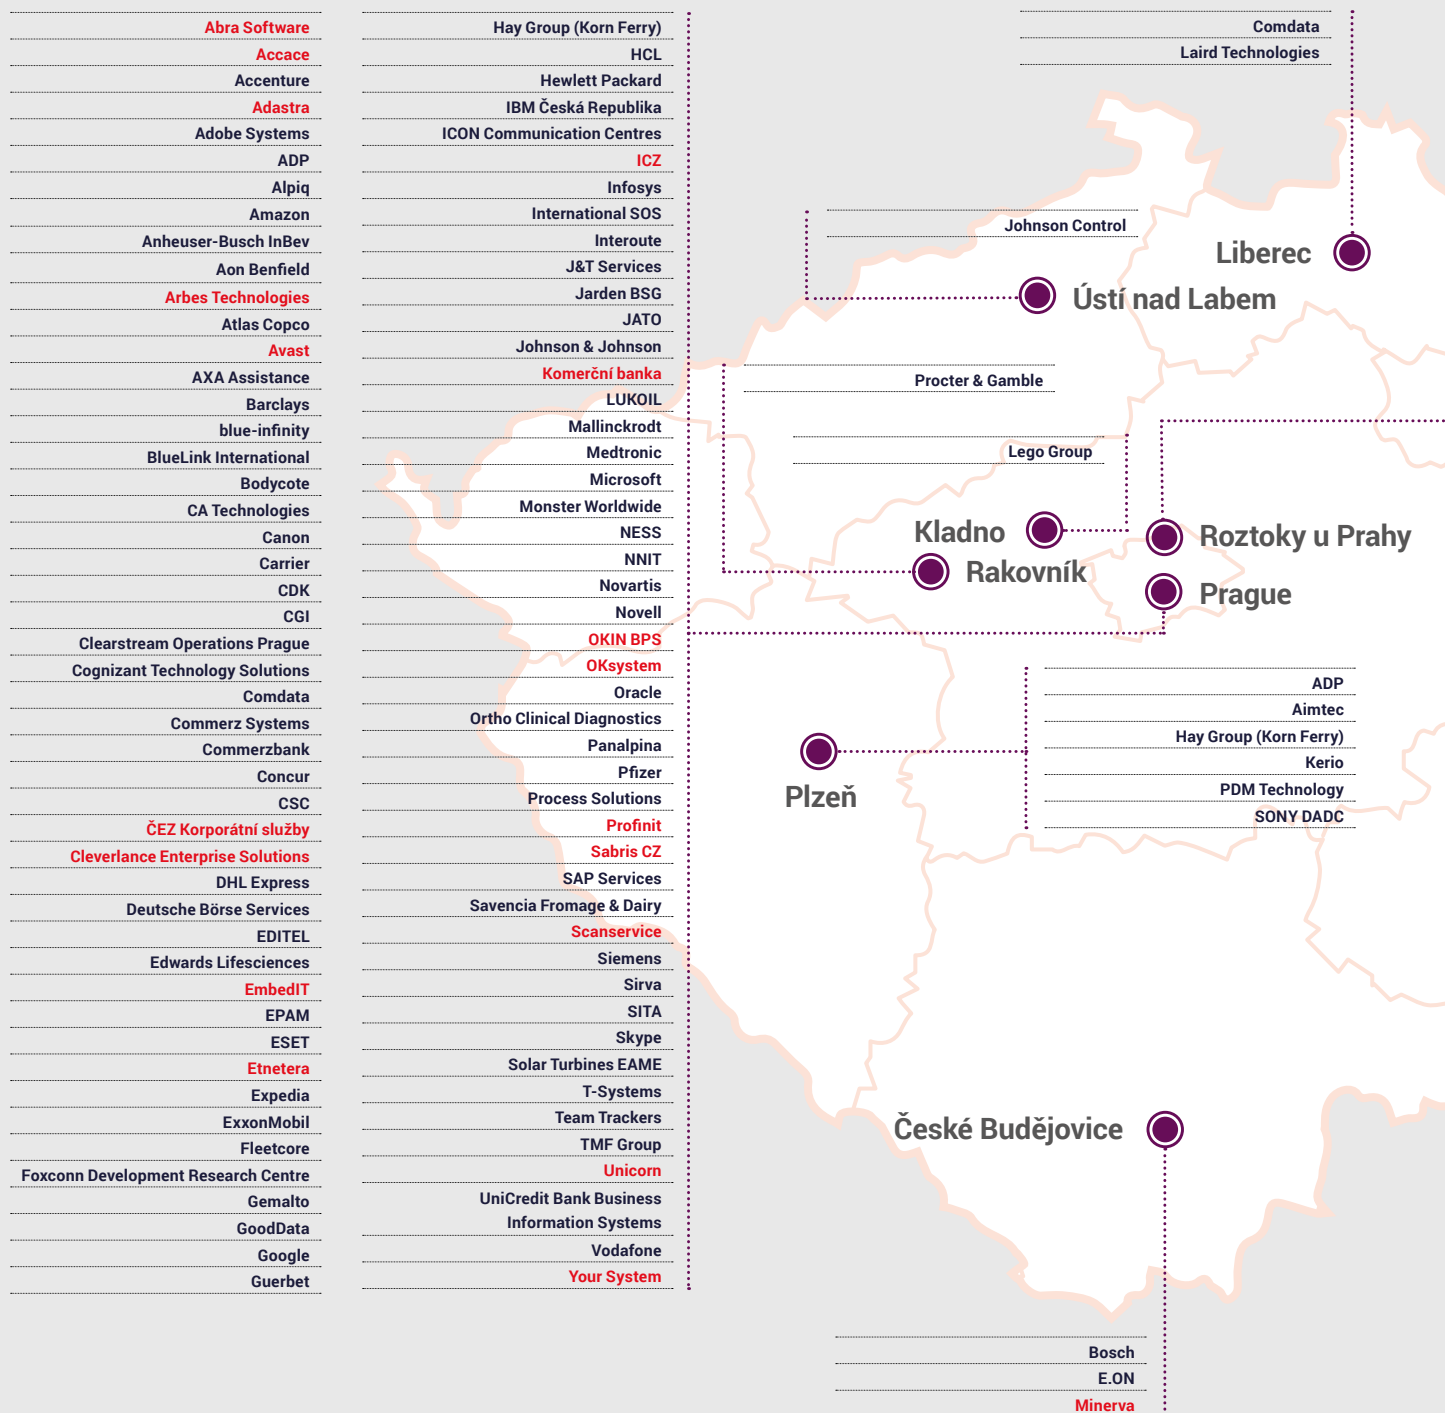 Abra Software
Accace
Accenture
Adastra
Adobe Systems
ADP
Alpiq
Amazon
Anheuser-Busch InBev
Aon Benfield
Arbes Technologies
Atlas Copco
Avast
AXA Assistance
Barclays
blue-infinity
BlueLink International
Bodycote
CA Technologies
Canon
Carrier
CDK
CGI
Clearstream Operations Prague
Cognizant Technology Solutions
Comdata
Commerz Systems
Commerzbank
Concur
CSC
ČEZ Korporátní služby
Cleverlance Enterprise Solutions
DHL Express
Deutsche Börse Services
EDITEL
Edwards Lifesciences
EmbedIT
EPAM
ESET
Etnetera
Expedia
ExxonMobil
Fleetcore
Foxconn Development Research Centre
Gemalto
GoodData
Google
Guerbet
Hay Group (Korn Ferry)
HCL
Hewlett Packard
IBM Česká Republika
ICON Communication Centres
ICZ
Infosys
International SOS
Interoute
J&T Services
Jarden BSG
JATO
Johnson & Johnson
Komerční banka
LUKOIL
Mallinckrodt
Medtronic
Microsoft
Monster Worldwide
NESS
NNIT
Novartis
Novell
OKIN BPS
OKsystem
Oracle
Ortho Clinical Diagnostics
Panalpina
Pfizer
Process Solutions
Profinit
Sabris CZ
SAP Services
Savencia Fromage & Dairy
Scanservice
Siemens
Sirva
SITA
Skype
Solar Turbines EAME
T-Systems
Team Trackers
TMF Group
Unicorn
UniCredit Bank Business
Information Systems
Vodafone
Your System
Comdata
Laird Technologies
Liberec
Johnson Control
Ústí nad Labem
Procter & Gamble
Lego Group
Kladno
Rakovník
Roztoky u Prahy
Prague
ADP
Aimtec
Hay Group (Korn Ferry)
Kerio
PDM Technology
SONY DADC
Plzeň
České Budějovice
Bosch
E.ON
Minerva